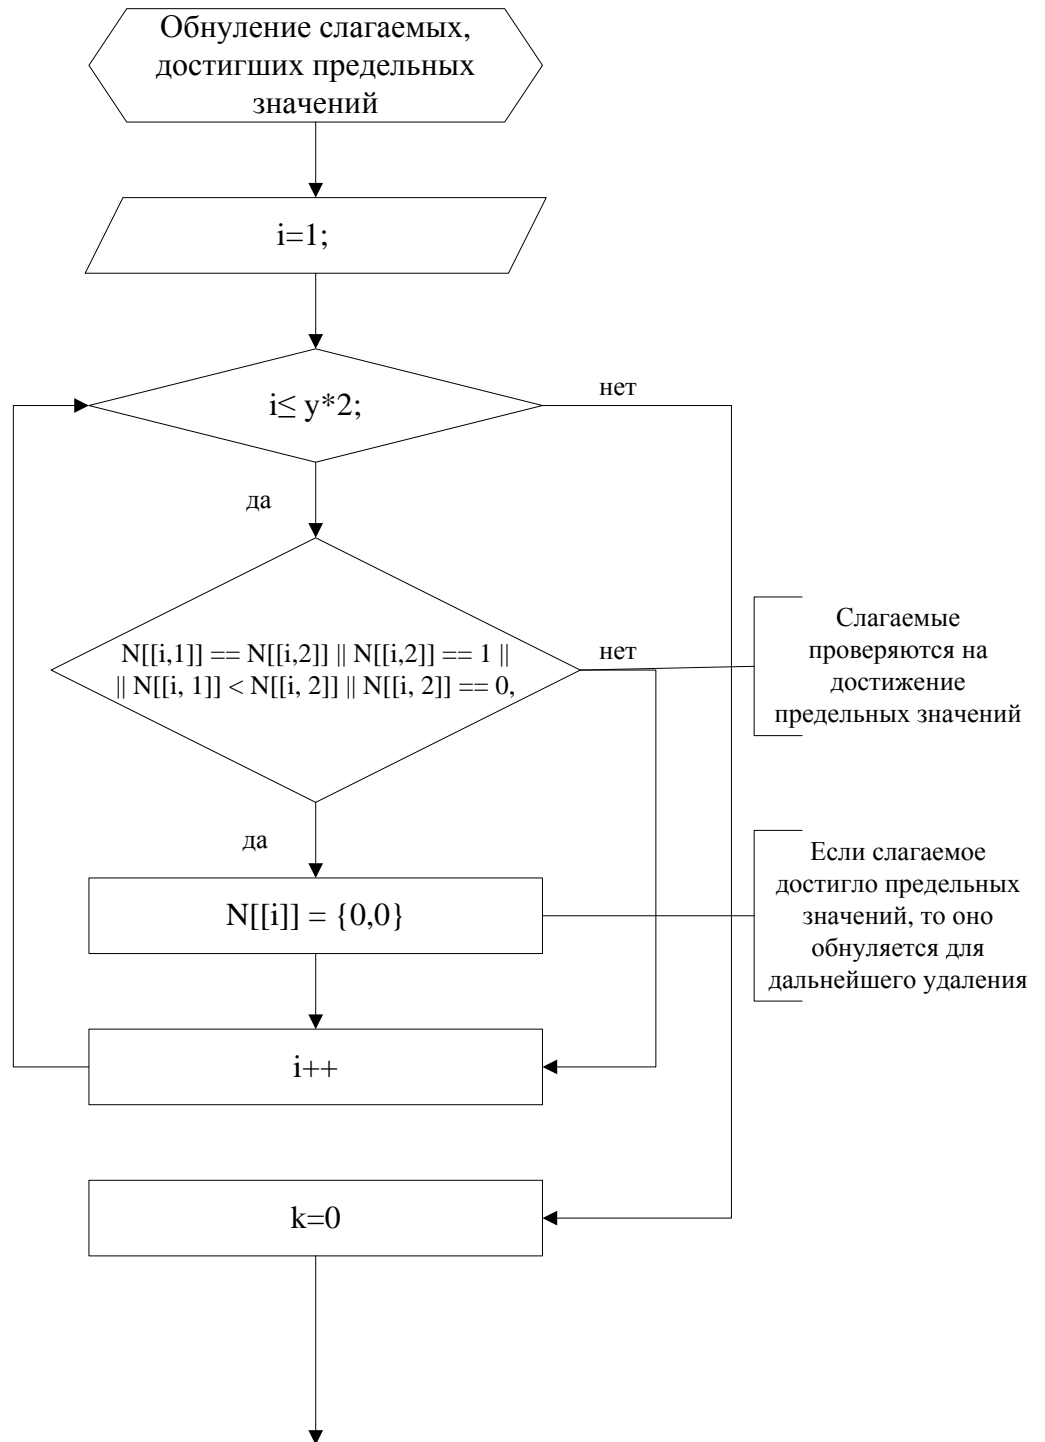 Обнуление слагаемых,
достигших предельных
значений
i=1;
i≤ y*2;
нет
да
N[[i,1]] == N[[i,2]] || N[[i,2]] == 1 ||
|| N[[i, 1]] < N[[i, 2]] || N[[i, 2]] == 0,
нет
Слагаемые
проверяются на
достижение
предельных значений
да
N[[i]] = {0,0}
Если слагаемое
достигло предельных
значений, то оно
обнуляется для
дальнейшего удаления
i++
k=0